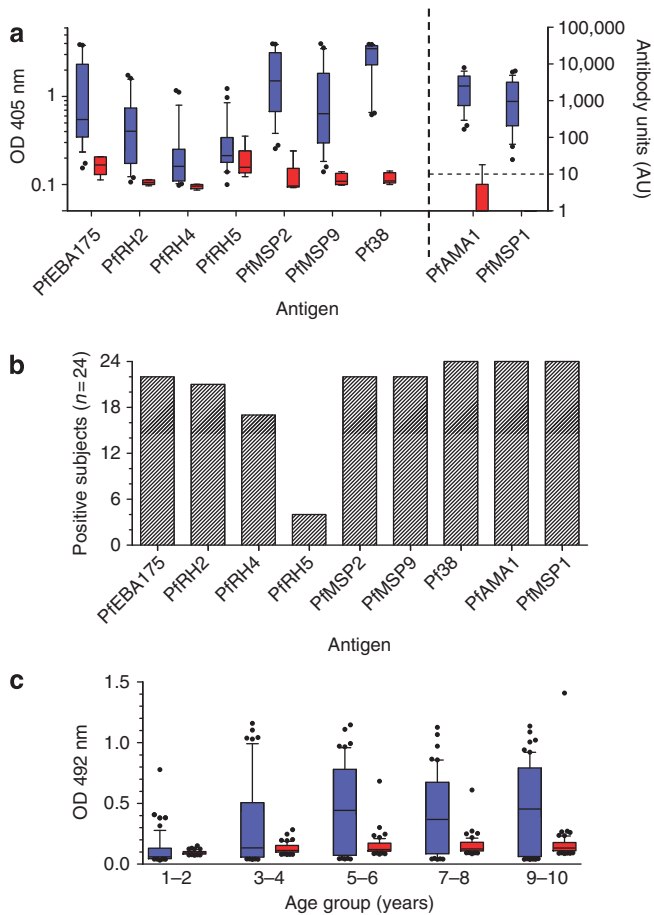 a
OD 405 nm
1
0.1
100,000
10,000
1,000
100
10
1
Antibody units (AU)
PfEBA175
PfRH2
PfRH4
PfRH5
PfMSP2
PfMSP9
Pf38
PfAMA1
PfMSP1
Antigen
b
Positive subjects (n=24)
24
18
12
6
0
PfEBA175
PfRH2
PfRH4
PfRH5
PfMSP2
PfMSP9
Pf38
PfAMA1
PfMSP1
Antigen
c
OD 492 nm
1.5
1.0
0.5
0.0
1–2
3–4
5–6
7–8
9–10
Age group (years)